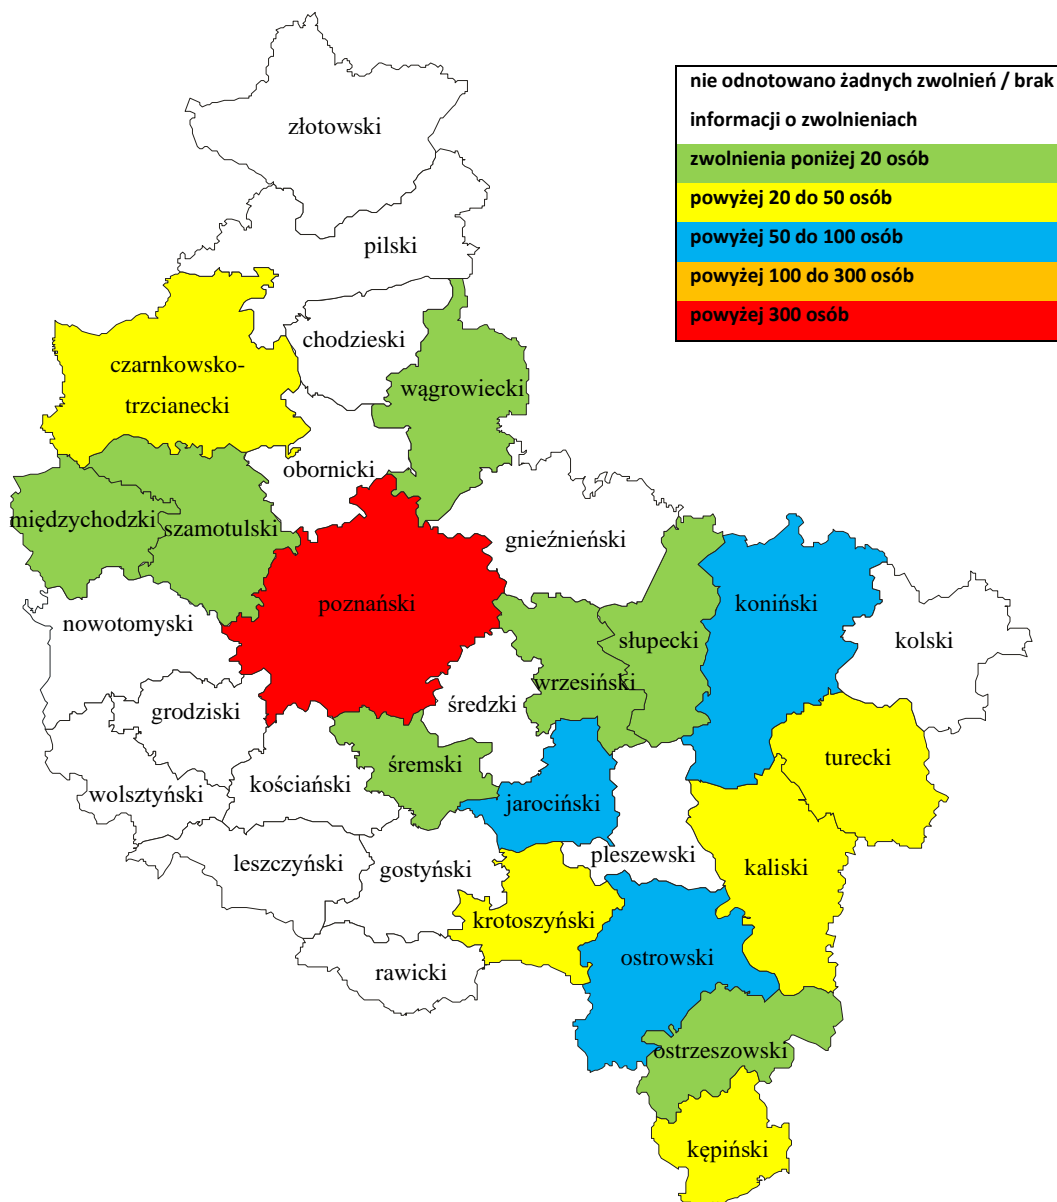 złotowski
nie odnotowano żadnych zwolnień / brak
informacji o zwolnieniach
zwolnienia poniżej 20 osób
powyżej 20 do 50 osób
powyżej 50 do 100 osób
powyżej 100 do 300 osób
powyżej 300 osób
pilski
chodzieski
czarnkowsko-
trzcianecki
wągrowiecki
obornicki
międzychodzki
szamotulski
gnieźnieński
poznański
koniński
nowotomyski
słupecki
kolski
wrzesiński
grodziski
średzki
śremski
turecki
kościański
wolsztyński
jarociński
leszczyński
gostyński
pleszewski
kaliski
krotoszyński
ostrowski
rawicki
ostrzeszowski
kępiński